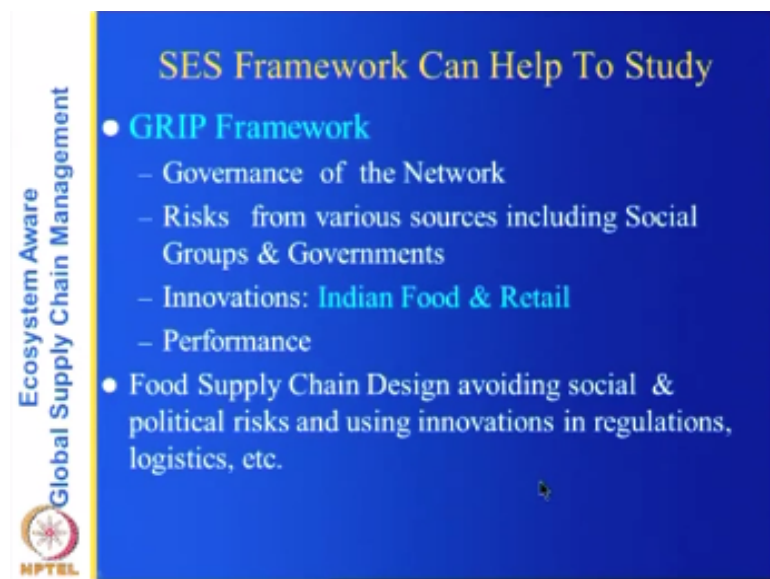 SES Framework Can Help To Study
● GRIP Framework
– Governance of the Network
– Risks from various sources including Social
Groups & Governments
– Innovations: Indian Food & Retail
– Performance
● Food Supply Chain Design avoiding social &
political risks and using innovations in regulations,
logistics, etc.
Ecosystem Aware
Global Supply Chain Management
NPTEL